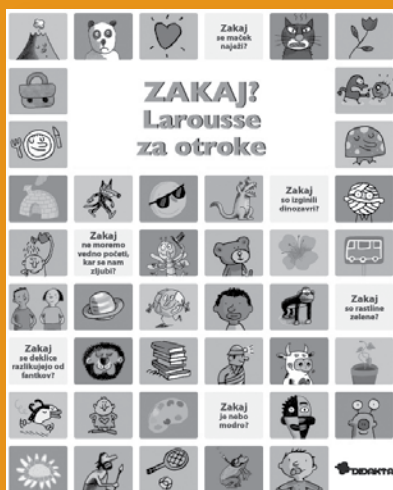 Zakaj
se maček
naježi?
ZAKAJ?
Larousse
za otroke
Zakaj
so izginili
dinozavri?
Zakaj
ne moremo
vedno početi,
kar se nam
zljubi?
Zakaj
so rastline
zelene?
Zakaj
se deklice
razlikujejo od
fantkov?
Zakaj
je nebo
modro?
DIDAKTA